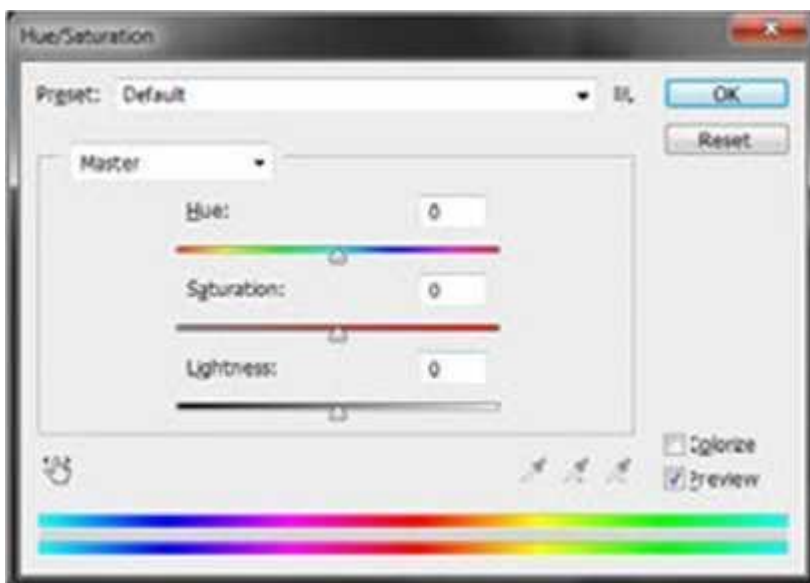 Hue/Saturation
Preset: Default
OK
Reset
Master
Hue: 0
Saturation: 0
Lightness: 0
Colorize
Preview